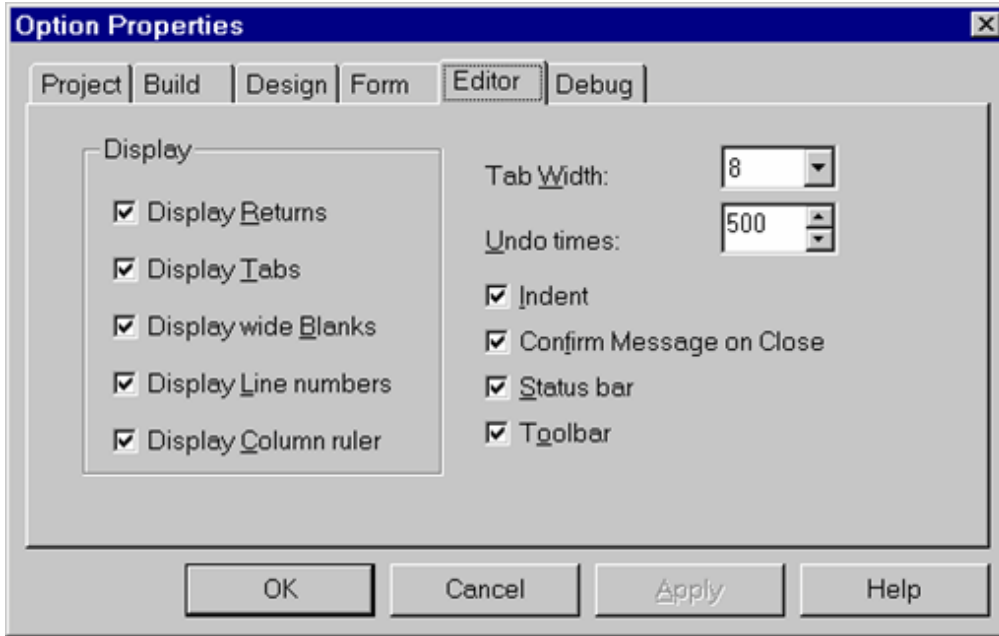 Option Properties
Project Build Design Form Editor Debug
Display
Display Returns
Display Tabs
Display wide Blanks
Display Line numbers
Display Column ruler
Tab Width: 8
Undo times: 500
Indent
Confirm Message on Close
Status bar
Toolbar
OK Cancel Apply Help